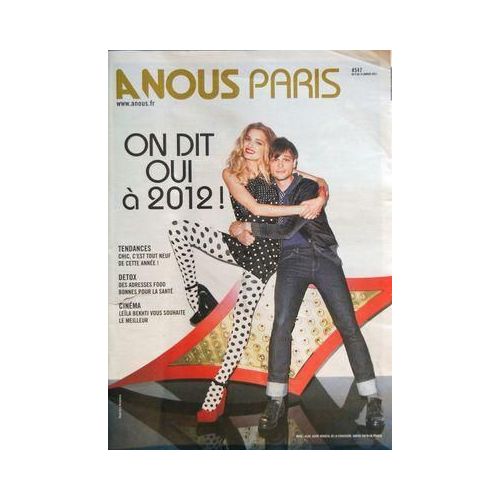 A NOUS PARIS
#547
www.anous.fr
ON DIT
OUI
à 2012 !
TENDANCES
CHIC, C'EST TOUT NEUF
DE CETTE ANNÉE !
DETOX
DES ADRESSES FOOD
BONNES POUR LA SANTÉ
CINÉMA
LEÏLA BEKHTI VOUS SOUHAITE
LE MEILLEUR